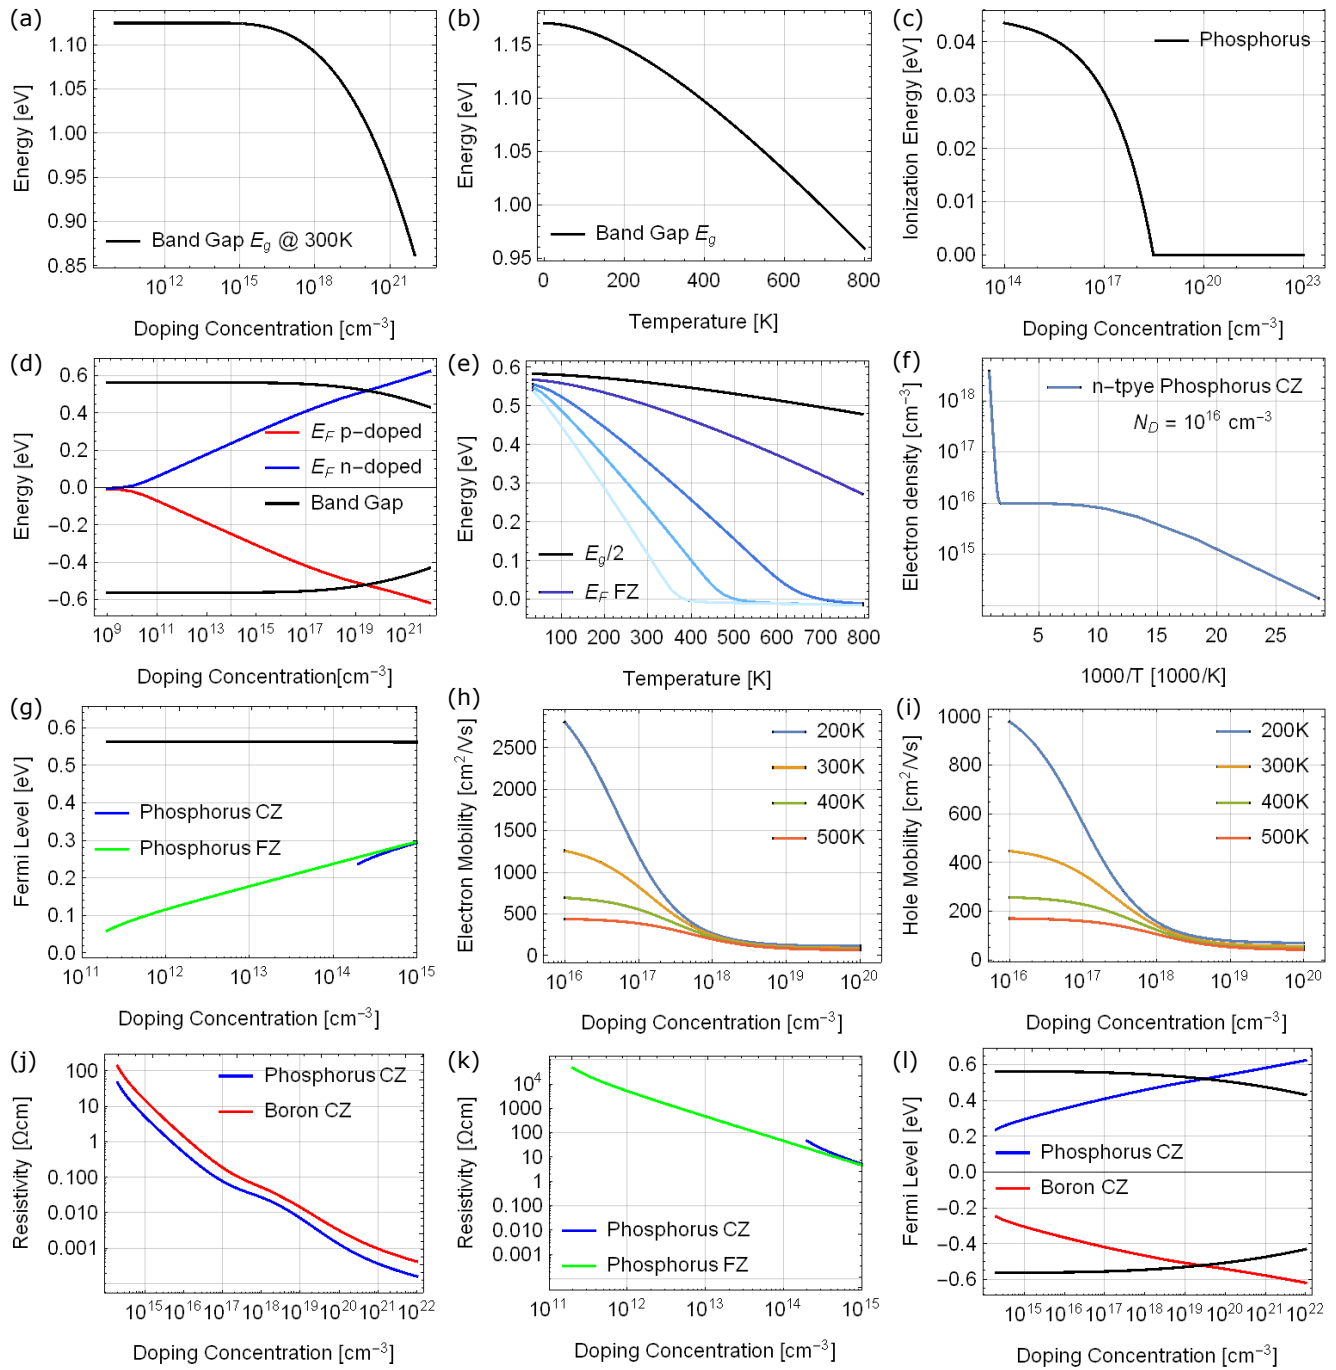 (a)
Energy [eV]
1.10
1.05
1.00
0.95
0.90
0.85
Band Gap E_g @ 300K
10^12 10^15 10^18 10^21
Doping Concentration [cm^−3]
(b)
Energy [eV]
1.15
1.10
1.05
1.00
0.95
Band Gap E_g
0 200 400 600 800
Temperature [K]
(c)
Ionization Energy [eV]
0.04
0.03
0.02
0.01
0.00
Phosphorus
10^14 10^17 10^20 10^23
Doping Concentration [cm^−3]
(d)
Energy [eV]
0.6
0.4
0.2
0.0
−0.2
−0.4
−0.6
E_F p−doped
E_F n−doped
Band Gap
10^9 10^11 10^13 10^15 10^17 10^19 10^21
Doping Concentration[cm^−3]
(e)
Energy [eV]
0.6
0.5
0.4
0.3
0.2
0.1
0.0
E_g/2
E_F FZ
100 200 300 400 500 600 700 800
Temperature [K]
(f)
Electron density [cm^−3]
10^18
10^17
10^16
10^15
n−tpye Phosphorus CZ
N_D = 10^16 cm^−3
5 10 15 20 25
1000/T [1000/K]
(g)
Fermi Level [eV]
0.6
0.5
0.4
0.3
0.2
0.1
0.0
Phosphorus CZ
Phosphorus FZ
10^11 10^12 10^13 10^14 10^15
Doping Concentration [cm^−3]
(h)
Electron Mobility [cm^2/Vs]
2500
2000
1500
1000
500
0
200K
300K
400K
500K
10^16 10^17 10^18 10^19 10^20
Doping Concentration [cm^−3]
(i)
Hole Mobility [cm^2/Vs]
1000
800
600
400
200
0
200K
300K
400K
500K
10^16 10^17 10^18 10^19 10^20
Doping Concentration [cm^−3]
(j)
Resistivity [Ωcm]
100
10
1
0.100
0.010
0.001
Phosphorus CZ
Boron CZ
10^15 10^16 10^17 10^18 10^19 10^20 10^21 10^22
Doping Concentration [cm^−3]
(k)
Resistivity [Ωcm]
10^4
1000
100
10
1
0.100
0.010
0.001
Phosphorus CZ
Phosphorus FZ
10^11 10^12 10^13 10^14 10^15
Doping Concentration [cm^−3]
(l)
Fermi Level [eV]
0.6
0.4
0.2
0.0
−0.2
−0.4
−0.6
Phosphorus CZ
Boron CZ
10^15 10^16 10^17 10^18 10^19 10^20 10^21 10^22
Doping Concentration [cm^−3]